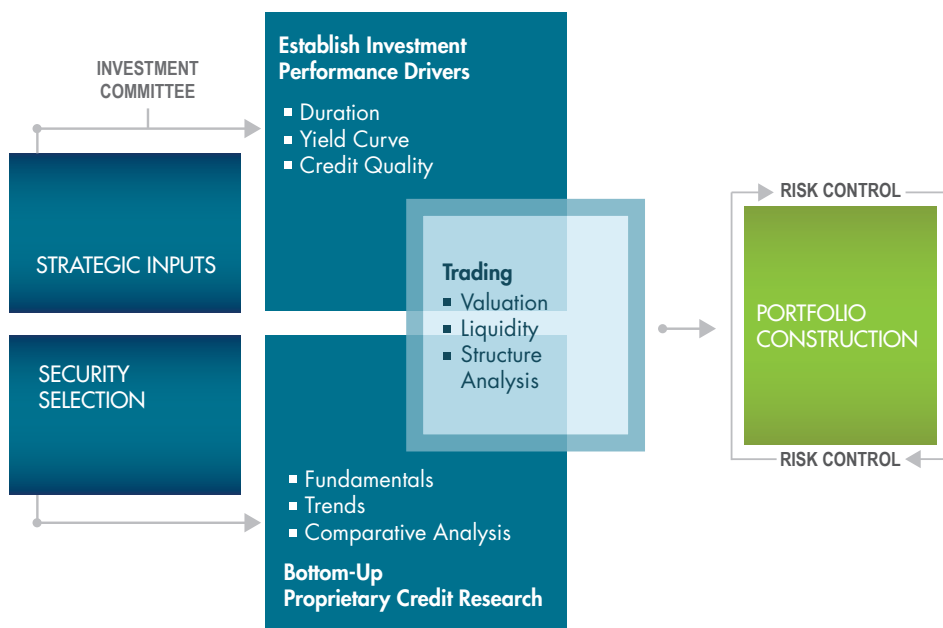 INVESTMENT
COMMITTEE
STRATEGIC INPUTS
Establish Investment
Performance Drivers
▪ Duration
▪ Yield Curve
▪ Credit Quality
Trading
▪ Valuation
▪ Liquidity
▪ Structure
Analysis
SECURITY
SELECTION
▪ Fundamentals
▪ Trends
▪ Comparative Analysis
Bottom-Up
Proprietary Credit Research
RISK CONTROL
PORTFOLIO
CONSTRUCTION
RISK CONTROL